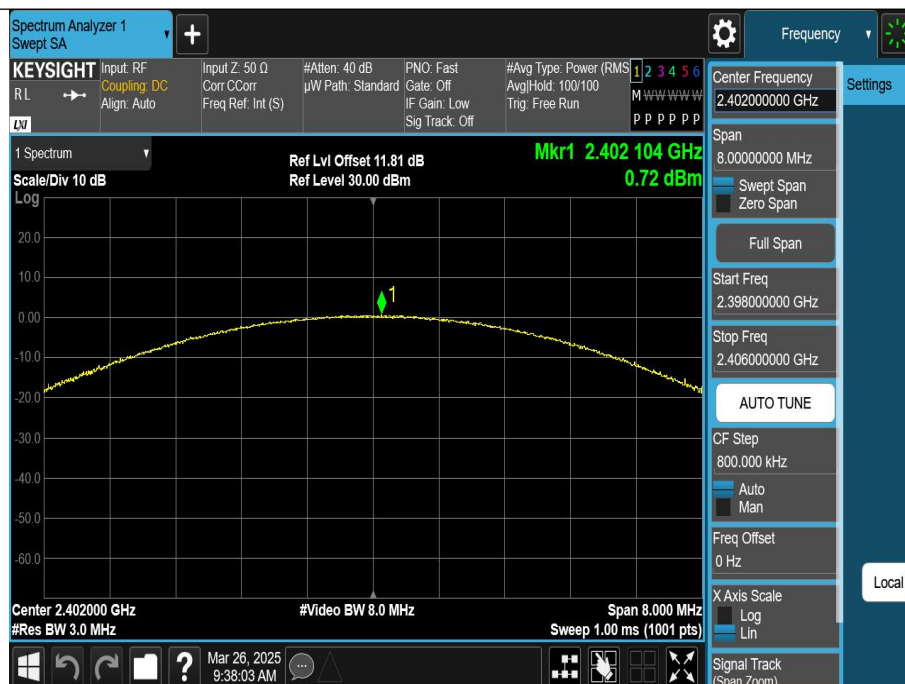 Spectrum Analyzer 1
Swept SA
Frequency
KEYSIGHT
RL
LXI
Input: RF
Coupling: DC
Align: Auto
Input Z: 50 Ω
Corr CCorr
Freq Ref: Int (S)
#Atten: 40 dB
µW Path: Standard
PNO: Fast
Gate: Off
IF Gain: Low
Sig Track: Off
#Avg Type: Power (RMS
Avg|Hold: 100/100
Trig: Free Run
1 2 3 4 5 6
M W W W W W
P P P P P P
Center Frequency
2.402000000 GHz
Settings
1 Spectrum
Scale/Div 10 dB
Log
Ref Lvl Offset 11.81 dB
Ref Level 30.00 dBm
Mkr1 2.402 104 GHz
0.72 dBm
Span
8.00000000 MHz
Swept Span
Zero Span
Full Span
Start Freq
2.398000000 GHz
Stop Freq
2.406000000 GHz
AUTO TUNE
CF Step
800.000 kHz
Auto
Man
Freq Offset
0 Hz
Local
X Axis Scale
Log
Lin
Signal Track
(Span Zoom)
20.0
10.0
1
0.00
-10.0
-20.0
-30.0
-40.0
-50.0
-60.0
Center 2.402000 GHz
#Res BW 3.0 MHz
#Video BW 8.0 MHz
Span 8.000 MHz
Sweep 1.00 ms (1001 pts)
?
Mar 26, 2025
9:38:03 AM